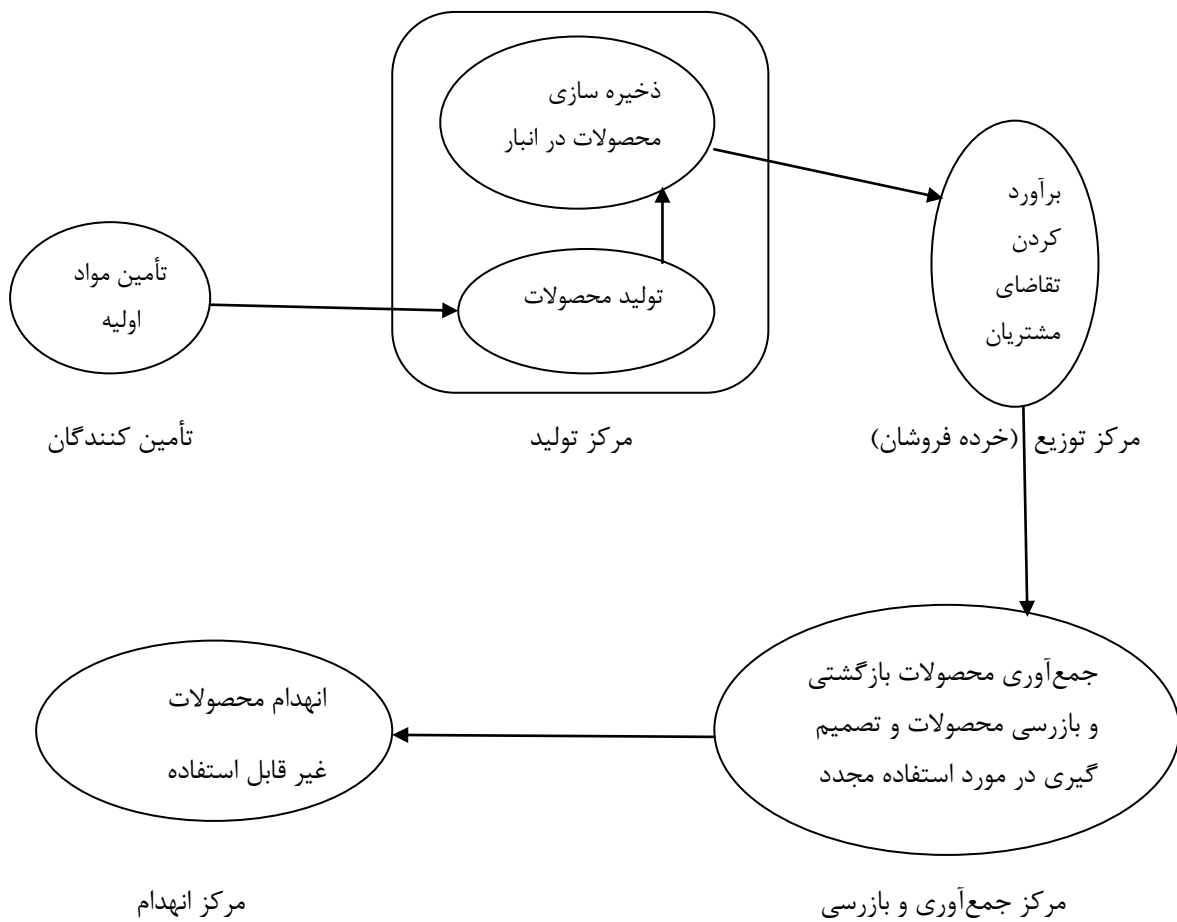 ذخیره سازی
محصولات در انبار
برآورد
کردن
تقاضای
مشتریان
تأمین مواد
اولیه
تولید محصولات
تأمین کنندگان
مرکز تولید
مرکز توزیع (خرده فروشان)
جمع‌آوری محصولات بازگشتی
و بازرسی محصولات و تصمیم
گیری در مورد استفاده مجدد
انهدام محصولات
غیر قابل استفاده
مرکز انهدام
مرکز جمع‌آوری و بازرسی